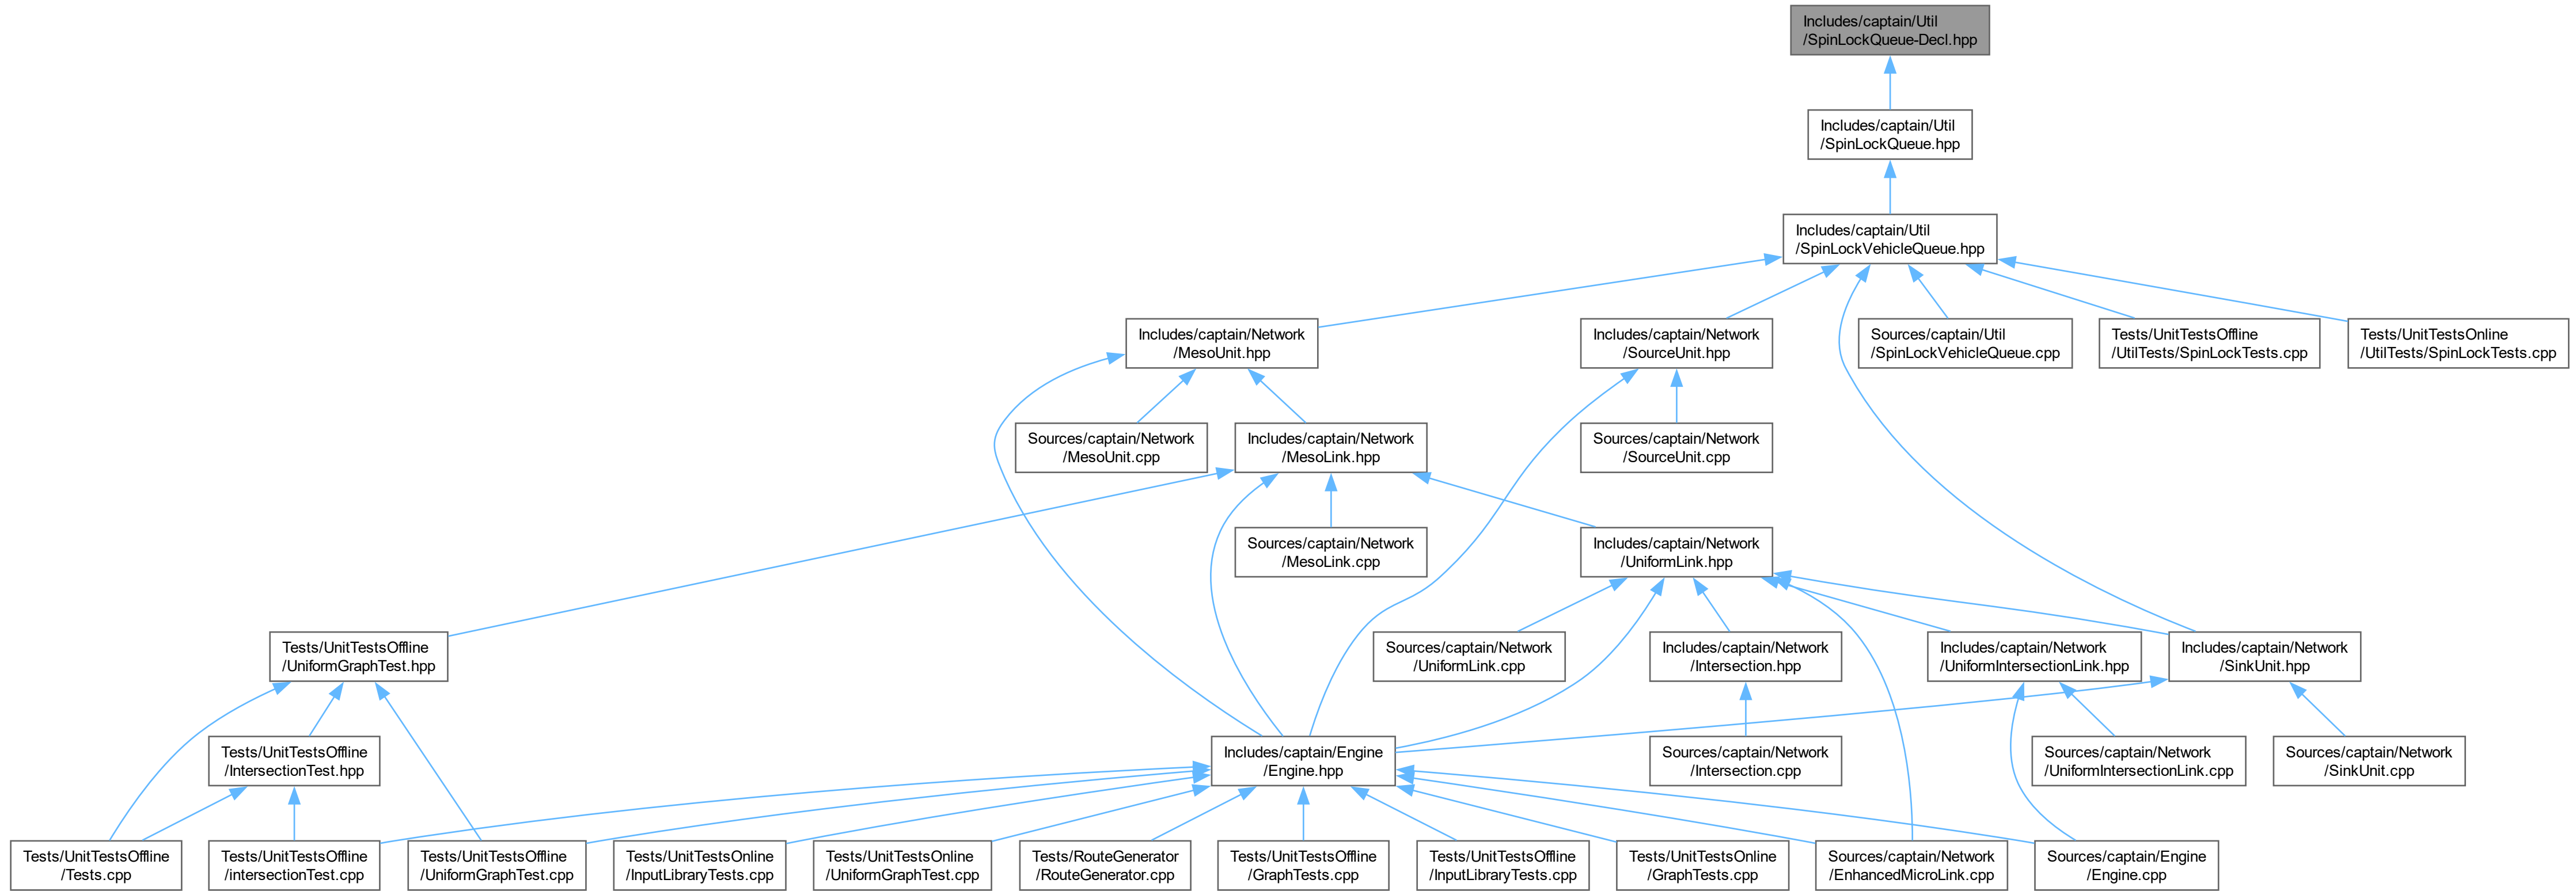 Includes/captain/Util
/SpinLockQueue-Decl.hpp
Includes/captain/Util
/SpinLockQueue.hpp
Includes/captain/Util
/SpinLockVehicleQueue.hpp
Includes/captain/Network
/MesoUnit.hpp
Includes/captain/Network
/SourceUnit.hpp
Sources/captain/Util
/SpinLockVehicleQueue.cpp
Tests/UnitTestsOffline
/UtilTests/SpinLockTests.cpp
Tests/UnitTestsOnline
/UtilTests/SpinLockTests.cpp
Sources/captain/Network
/MesoUnit.cpp
Includes/captain/Network
/MesoLink.hpp
Sources/captain/Network
/SourceUnit.cpp
Sources/captain/Network
/MesoLink.cpp
Includes/captain/Network
/UniformLink.hpp
Tests/UnitTestsOffline
/UniformGraphTest.hpp
Sources/captain/Network
/UniformLink.cpp
Includes/captain/Network
/Intersection.hpp
Includes/captain/Network
/UniformIntersectionLink.hpp
Includes/captain/Network
/SinkUnit.hpp
Tests/UnitTestsOffline
/IntersectionTest.hpp
Includes/captain/Engine
/Engine.hpp
Sources/captain/Network
/Intersection.cpp
Sources/captain/Network
/UniformIntersectionLink.cpp
Sources/captain/Network
/SinkUnit.cpp
Tests/UnitTestsOffline
/Tests.cpp
Tests/UnitTestsOffline
/intersectionTest.cpp
Tests/UnitTestsOffline
/UniformGraphTest.cpp
Tests/UnitTestsOnline
/InputLibraryTests.cpp
Tests/UnitTestsOnline
/UniformGraphTest.cpp
Tests/RouteGenerator
/RouteGenerator.cpp
Tests/UnitTestsOffline
/GraphTests.cpp
Tests/UnitTestsOffline
/InputLibraryTests.cpp
Tests/UnitTestsOnline
/GraphTests.cpp
Sources/captain/Network
/EnhancedMicroLink.cpp
Sources/captain/Engine
/Engine.cpp